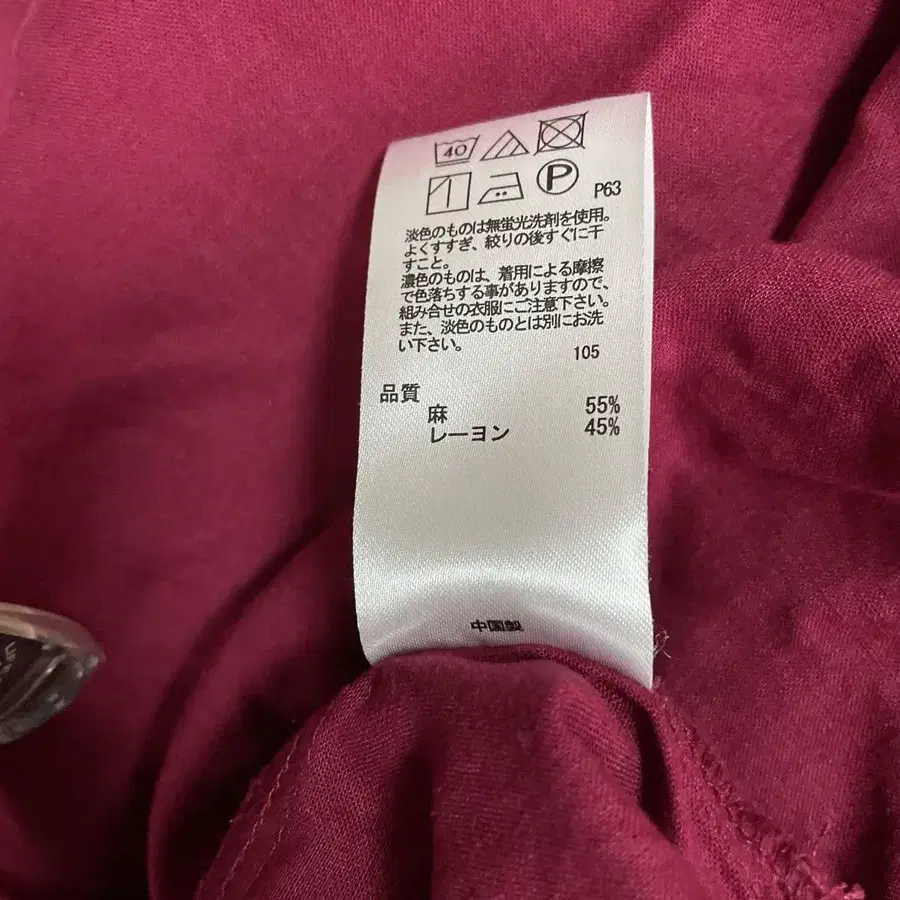 40
P
P63
淡色のものは無蛍光洗剤を使用。
よくすすぎ、絞りの後すぐに干
すこと。
濃色のものは、着用による摩擦
で色落ちする事がありますので、
組み合せの衣服にご注意下さい。
また、淡色のものとは別にお洗
い下さい。
105
品質
麻 55%
レーヨン 45%
中国製